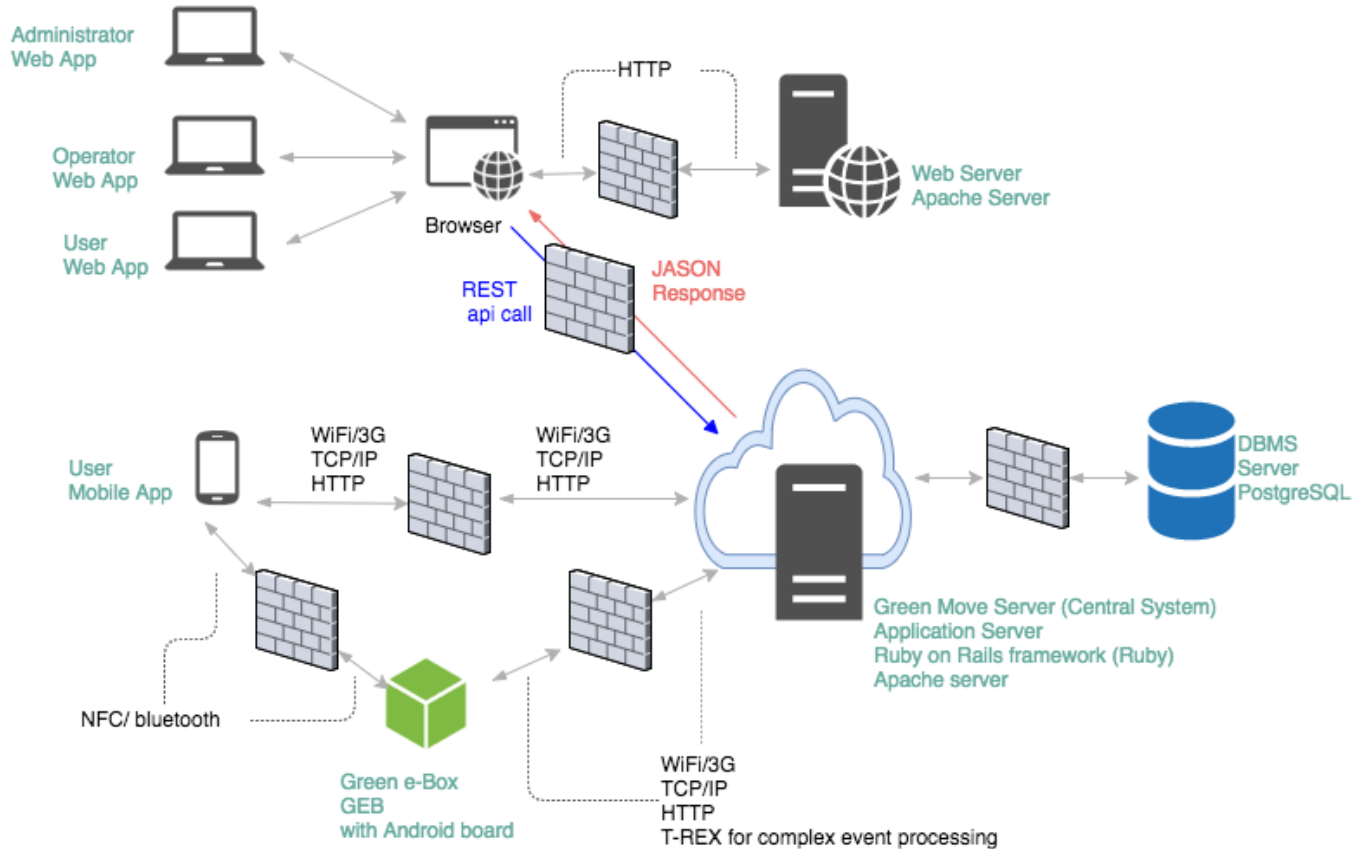 Administrator
Web App
HTTP
Operator
Web App
Web Server
Apache Server
User
Web App
Browser
REST
api call
JASON
Response
User
Mobile App
WiFi/3G
TCP/IP
HTTP
WiFi/3G
TCP/IP
HTTP
DBMS
Server
PostgreSQL
Green Move Server (Central System)
Application Server
Ruby on Rails framework (Ruby)
Apache server
NFC/ bluetooth
Green e-Box
GEB
with Android board
WiFi/3G
TCP/IP
HTTP
T-REX for complex event processing